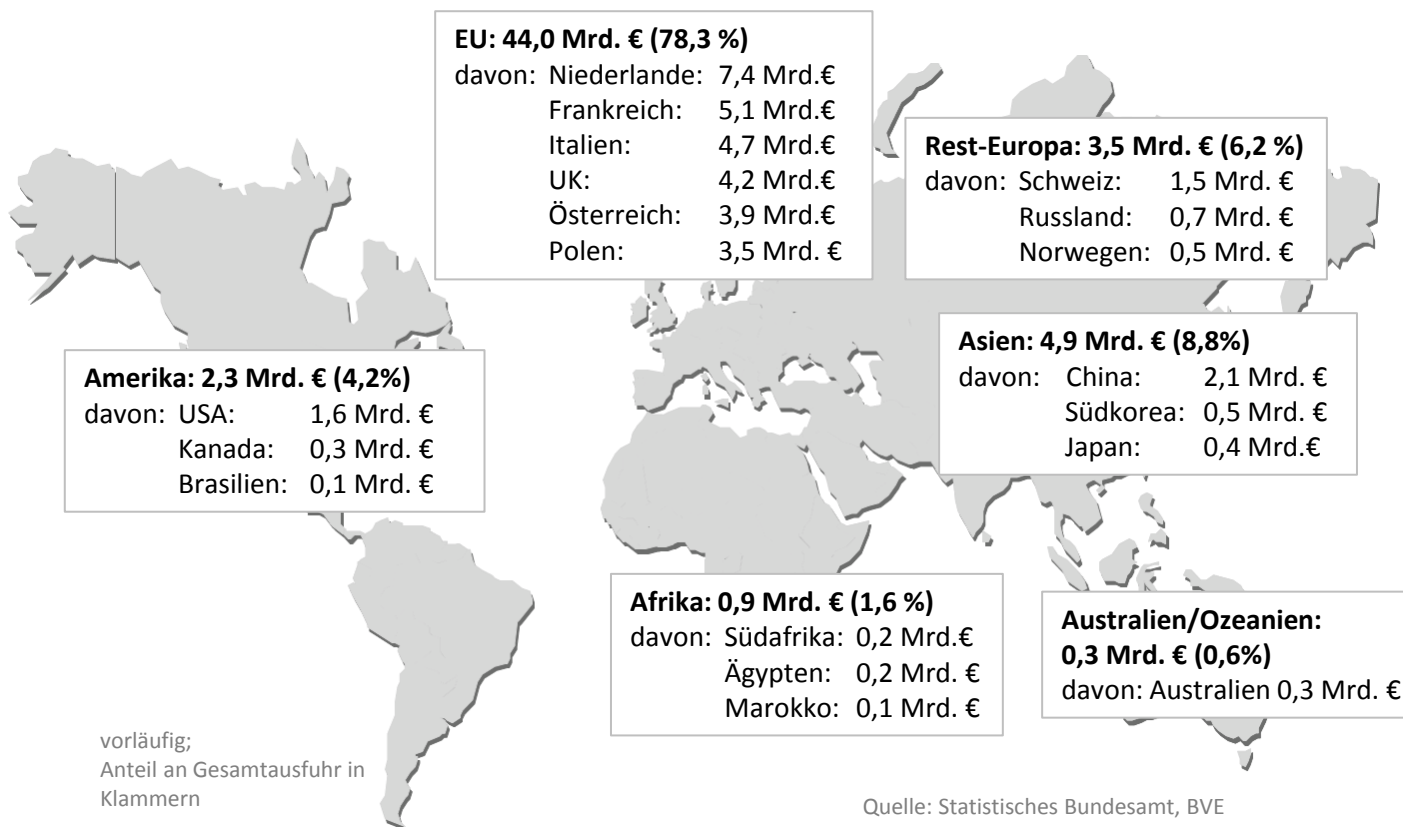 EU: 44,0 Mrd. € (78,3 %)
davon: Niederlande: 7,4 Mrd.€
Frankreich: 5,1 Mrd.€
Italien: 4,7 Mrd.€
UK: 4,2 Mrd.€
Österreich: 3,9 Mrd.€
Polen: 3,5 Mrd. €
Rest-Europa: 3,5 Mrd. € (6,2 %)
davon: Schweiz: 1,5 Mrd. €
Russland: 0,7 Mrd. €
Norwegen: 0,5 Mrd. €
Amerika: 2,3 Mrd. € (4,2%)
davon: USA: 1,6 Mrd. €
Kanada: 0,3 Mrd. €
Brasilien: 0,1 Mrd. €
Asien: 4,9 Mrd. € (8,8%)
davon: China: 2,1 Mrd. €
Südkorea: 0,5 Mrd. €
Japan: 0,4 Mrd.€
Afrika: 0,9 Mrd. € (1,6 %)
davon: Südafrika: 0,2 Mrd.€
Ägypten: 0,2 Mrd. €
Marokko: 0,1 Mrd. €
Australien/Ozeanien:
0,3 Mrd. € (0,6%)
davon: Australien 0,3 Mrd. €
vorläufig;
Anteil an Gesamtausfuhr in
Klammern
Quelle: Statistisches Bundesamt, BVE